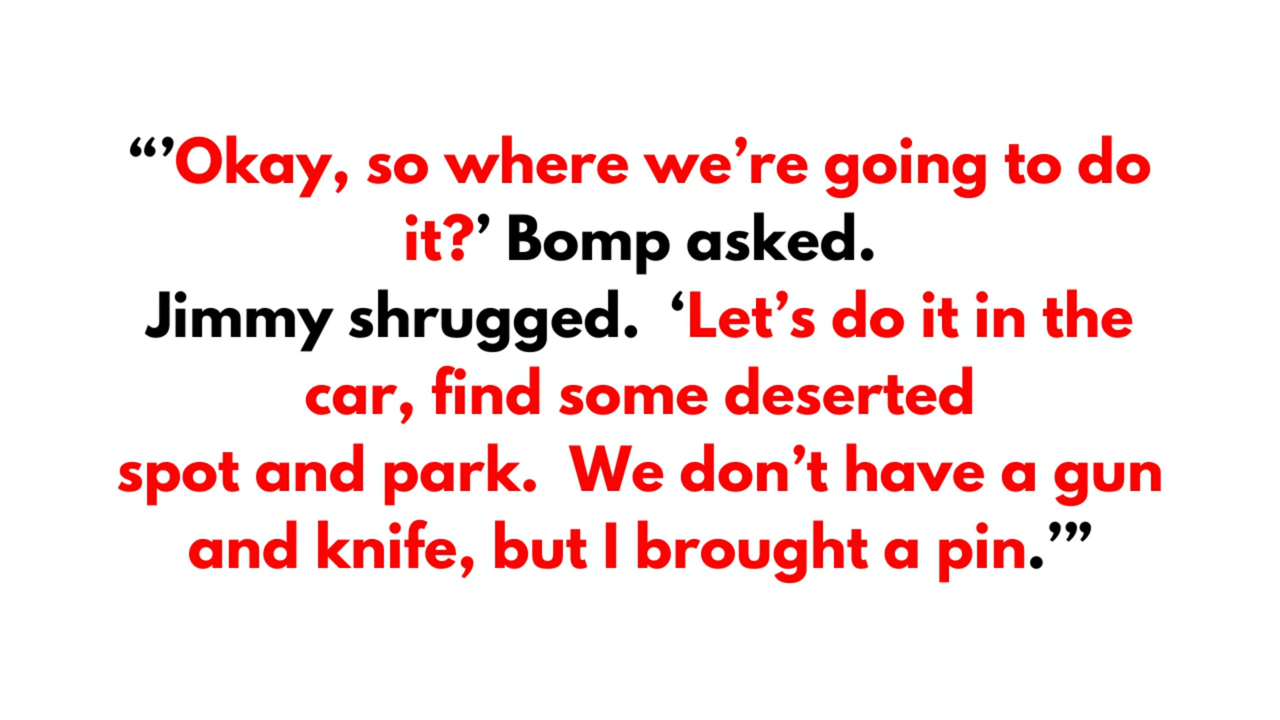 “’Okay, so where we’re going to do
it?’ Bomp asked.
Jimmy shrugged.  ‘Let’s do it in the
car, find some deserted
spot and park.  We don’t have a gun
and knife, but I brought a pin.’”